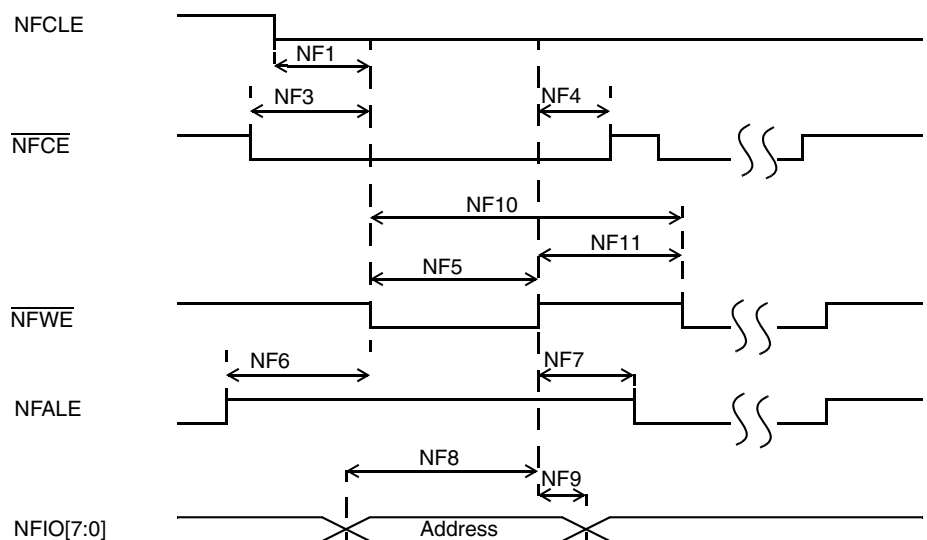 NFCLE
NF1
NF3
NF4
NFCE
NF10
NF11
NF5
NFWE
NF6
NF7
NFALE
NF8
NF9
NFIO[7:0]
Address